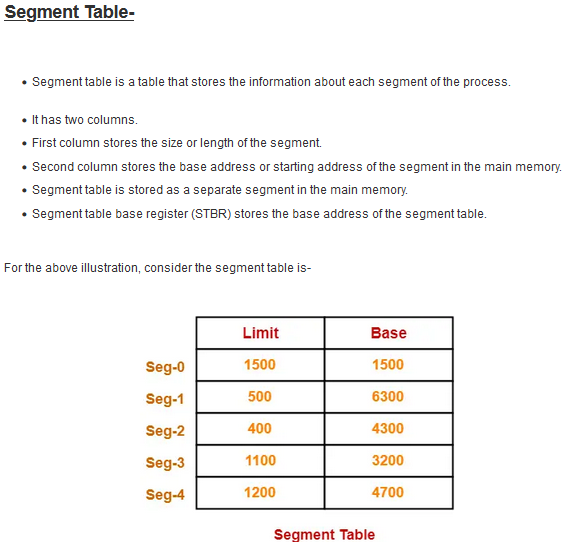 Segment Table-
• Segment table is a table that stores the information about each segment of the process.
• It has two columns.
• First column stores the size or length of the segment.
• Second column stores the base address or starting address of the segment in the main memory.
• Segment table is stored as a separate segment in the main memory.
• Segment table base register (STBR) stores the base address of the segment table.
For the above illustration, consider the segment table is-
Limit Base
Seg-0 1500 1500
Seg-1 500 6300
Seg-2 400 4300
Seg-3 1100 3200
Seg-4 1200 4700
Segment Table